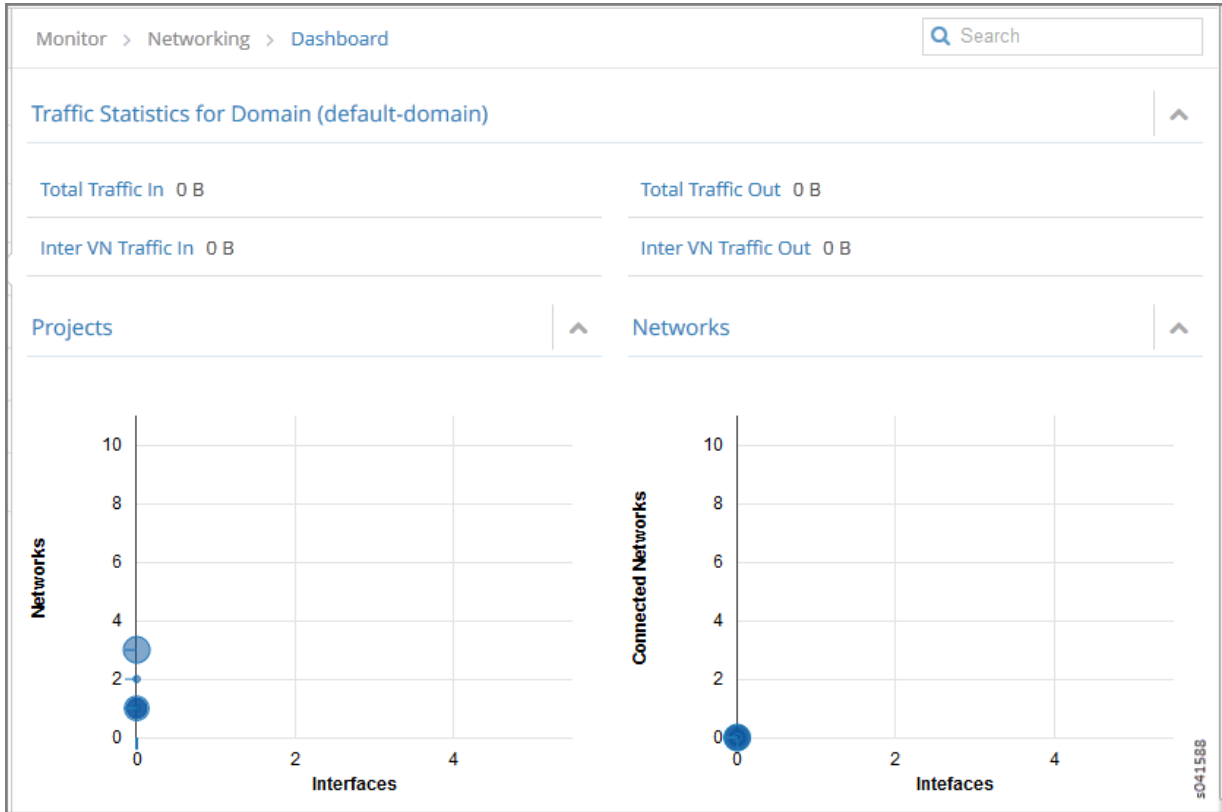 Monitor > Networking > Dashboard
Search
Traffic Statistics for Domain (default-domain)
Total Traffic In 0 B
Total Traffic Out 0 B
Inter VN Traffic In 0 B
Inter VN Traffic Out 0 B
Projects
Networks
10
8
6
4
2
0
Networks
0 2 4
Interfaces
10
8
6
4
2
0
Connected Networks
0 2 4
Intefaces
s041588